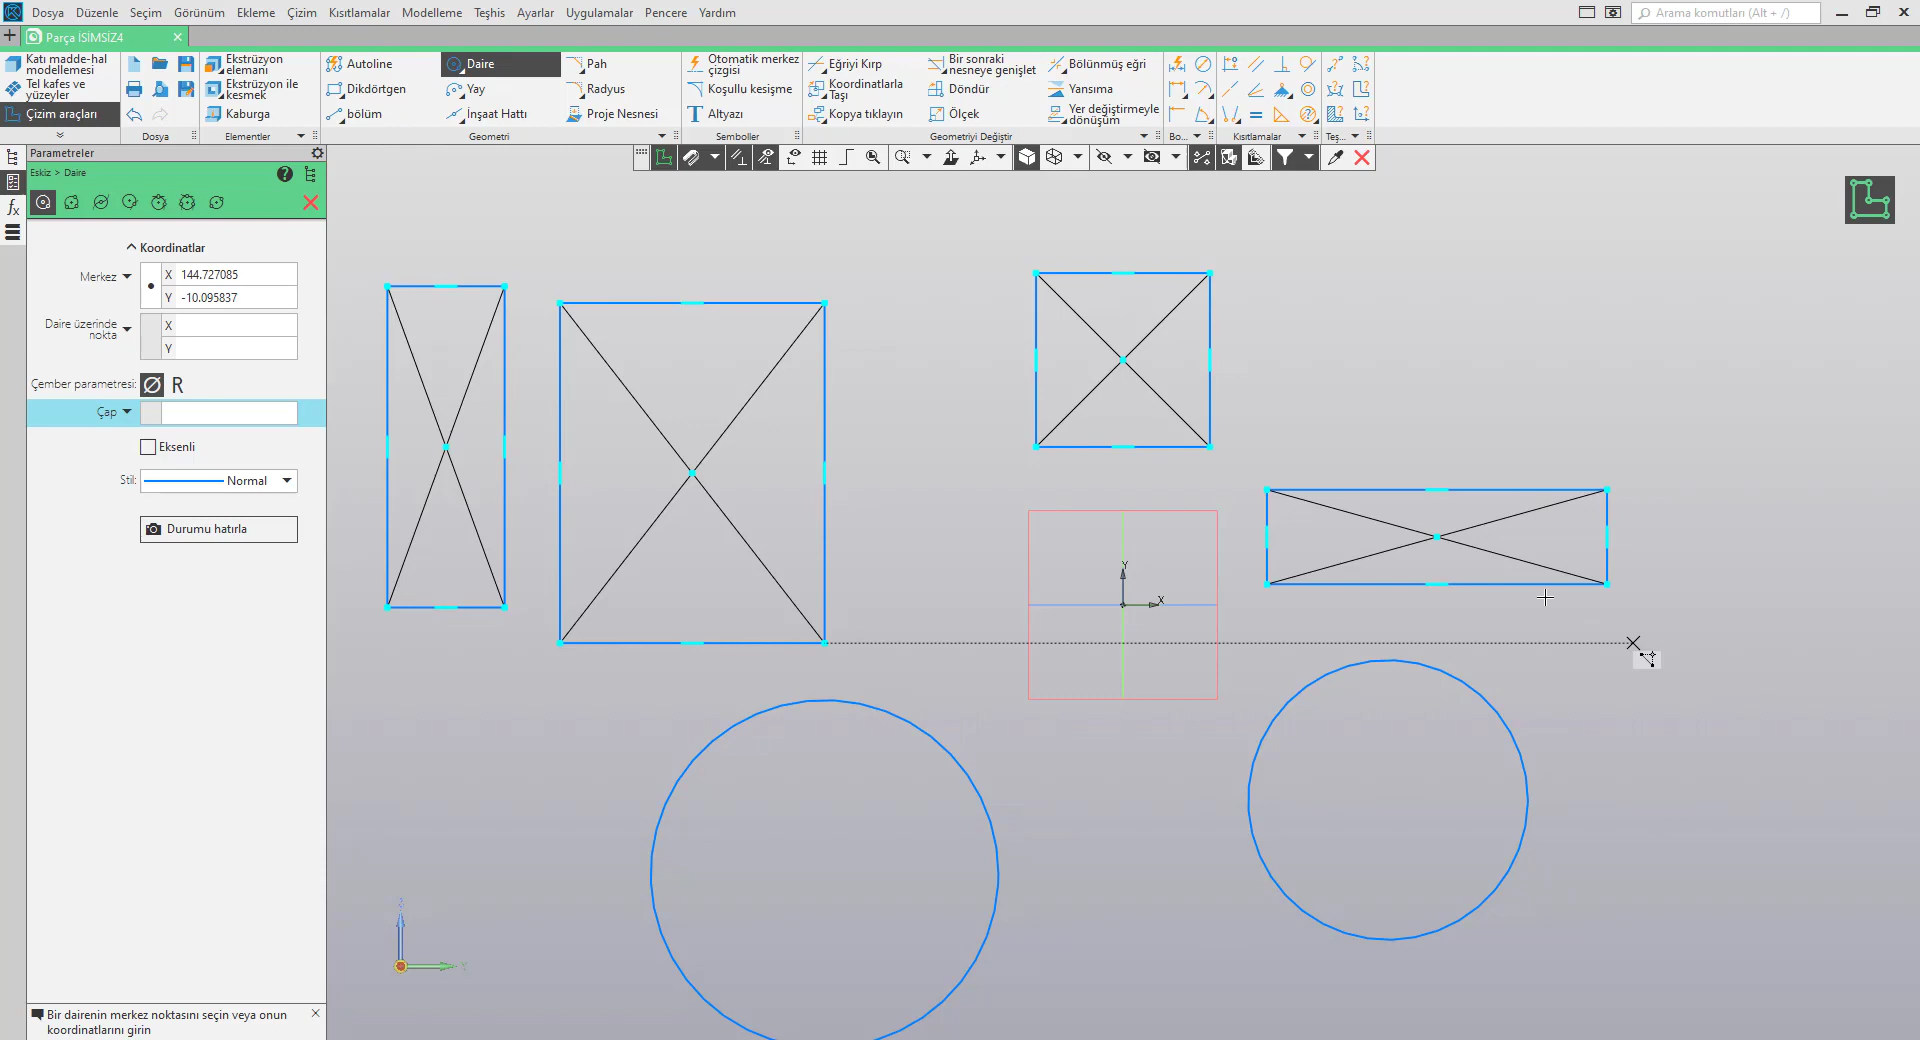 Dosya Düzenle Seçim Görünüm Ekleme Çizim Kısıtlamalar Modelleme Teşhis Ayarlar Uygulamalar Pencere Yardım
Arama komutları (Alt + /)
Parça İSİMSİZ4
Katı madde-hal modellemesi
Tel kafes ve yüzeyler
Çizim araçları
Dosya
Ekstrüzyon elemanı
Ekstrüzyon ile kesmek
Kaburga
Elementler
Autoline
Dikdörtgen
bölüm
Daire
Yay
İnşaat Hattı
Pah
Radyus
Proje Nesnesi
Geometri
Otomatik merkez çizgisi
Koşullu kesişme
Altyazı
Semboller
Eğriyi Kırp
Koordinatlarla Taşı
Kopya tıklayın
Bir sonraki nesneye genişlet
Döndür
Ölçek
Bölünmüş eğri
Yansıma
Yer değiştirmeyle dönüşüm
Geometriyi Değiştir
Bo...
Kısıtlamalar
Teş...
Parametreler
Eskiz > Daire
Koordinatlar
Merkez
X 144.727085
Y -10.095837
Daire üzerinde nokta
X
Y
Çember parametresi: Ø R
Çap
Eksenli
Stil: Normal
Durumu hatırla
Bir dairenin merkez noktasını seçin veya onun
koordinatlarını girin
Y
X
Y